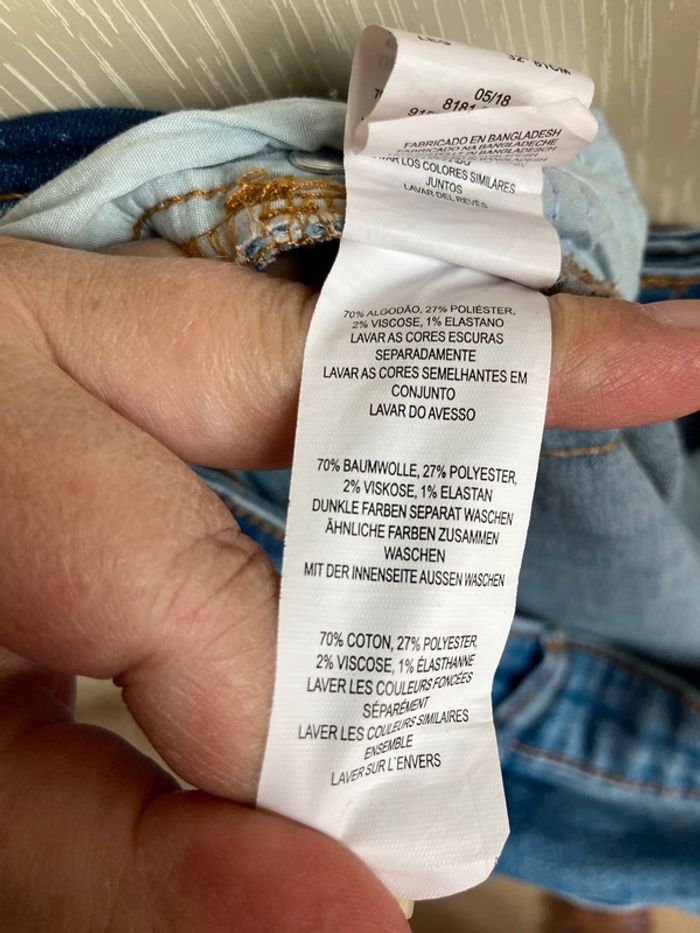 05/18
8181
FABRICADO EN BANGLADESH
FABRICADO NA BANGLADECHE
LOS COLORES SIMILARES
JUNTOS
LAVAR DEL REVÉS
70% ALGODÃO, 27% POLIÉSTER,
2% VISCOSE, 1% ELASTANO
LAVAR AS CORES ESCURAS
SEPARADAMENTE
LAVAR AS CORES SEMELHANTES EM
CONJUNTO
LAVAR DO AVESSO
70% BAUMWOLLE, 27% POLYESTER,
2% VISKOSE, 1% ELASTAN
DUNKLE FARBEN SEPARAT WASCHEN
ÄHNLICHE FARBEN ZUSAMMEN
WASCHEN
MIT DER INNENSEITE AUSSEN WASCHEN
70% COTON, 27% POLYESTER,
2% VISCOSE, 1% ÉLASTHANNE
LAVER LES COULEURS FONCÉES
SÉPARÉMENT
LAVER LES COULEURS SIMILAIRES
ENSEMBLE
LAVER SUR L'ENVERS